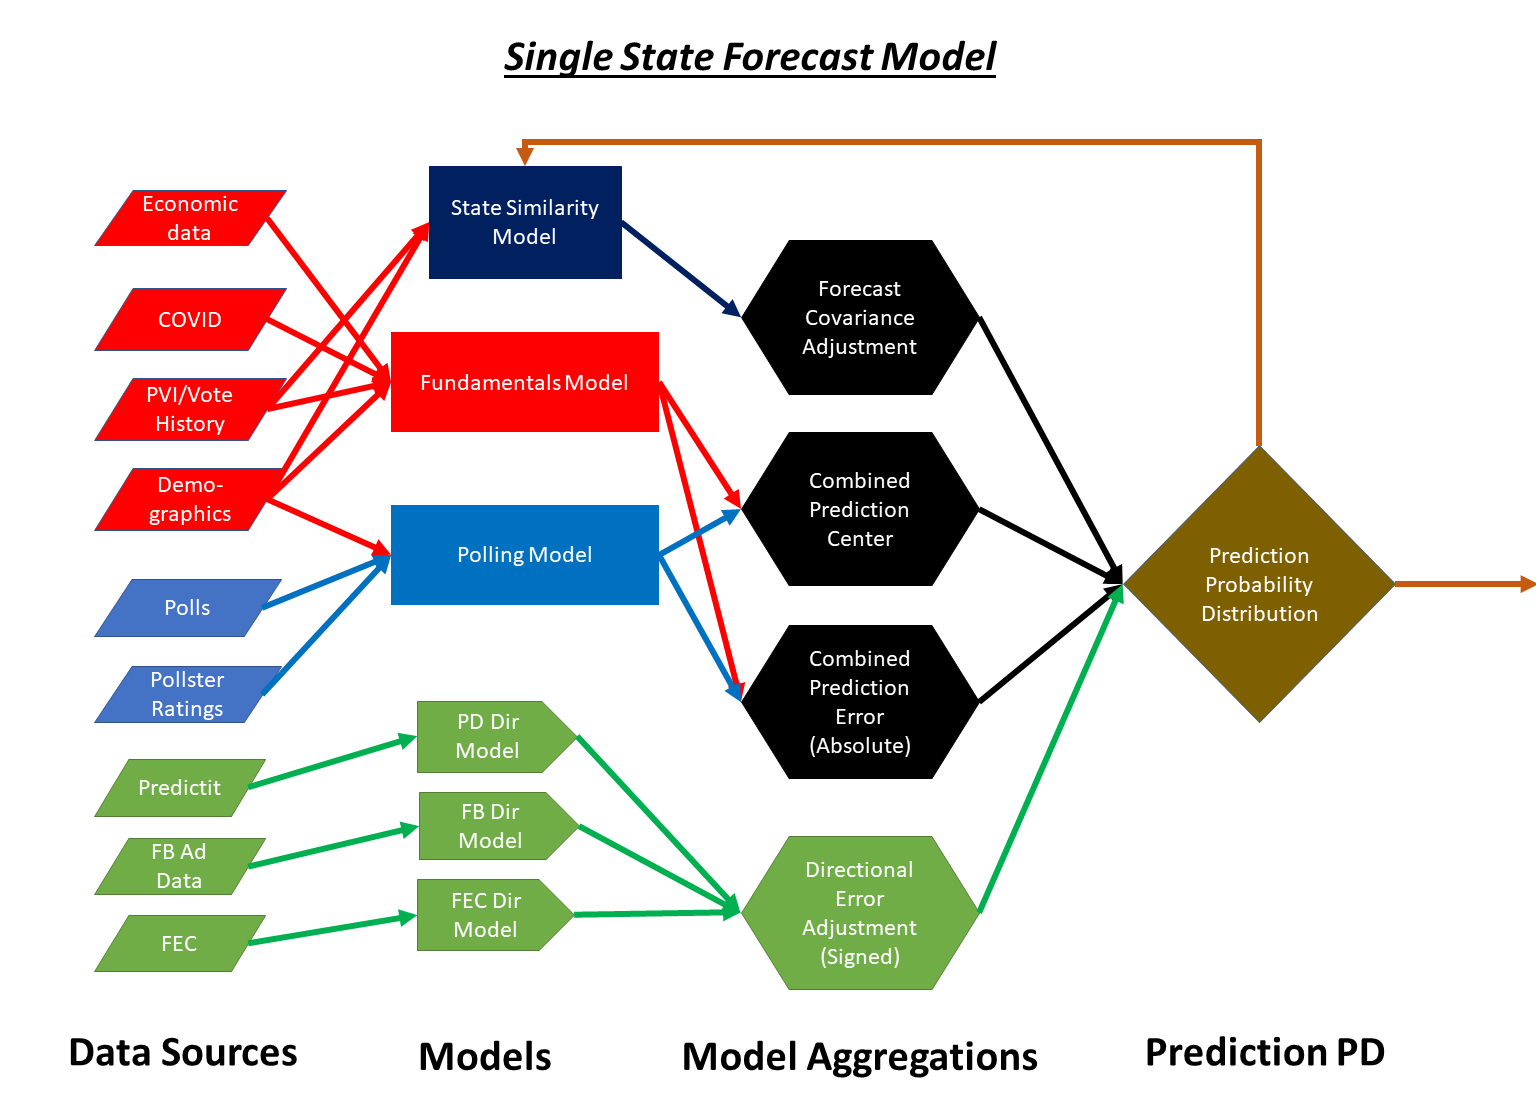 Single State Forecast Model
Economic
data
COVID
PVI/Vote
History
Demo-
graphics
Polls
Pollster
Ratings
Predictit
FB Ad
Data
FEC
State Similarity
Model
Fundamentals Model
Polling Model
PD Dir
Model
FB Dir
Model
FEC Dir
Model
Forecast
Covariance
Adjustment
Combined
Prediction
Center
Combined
Prediction
Error
(Absolute)
Directional
Error
Adjustment
(Signed)
Prediction
Probability
Distribution
Data Sources
Models
Model Aggregations
Prediction PD